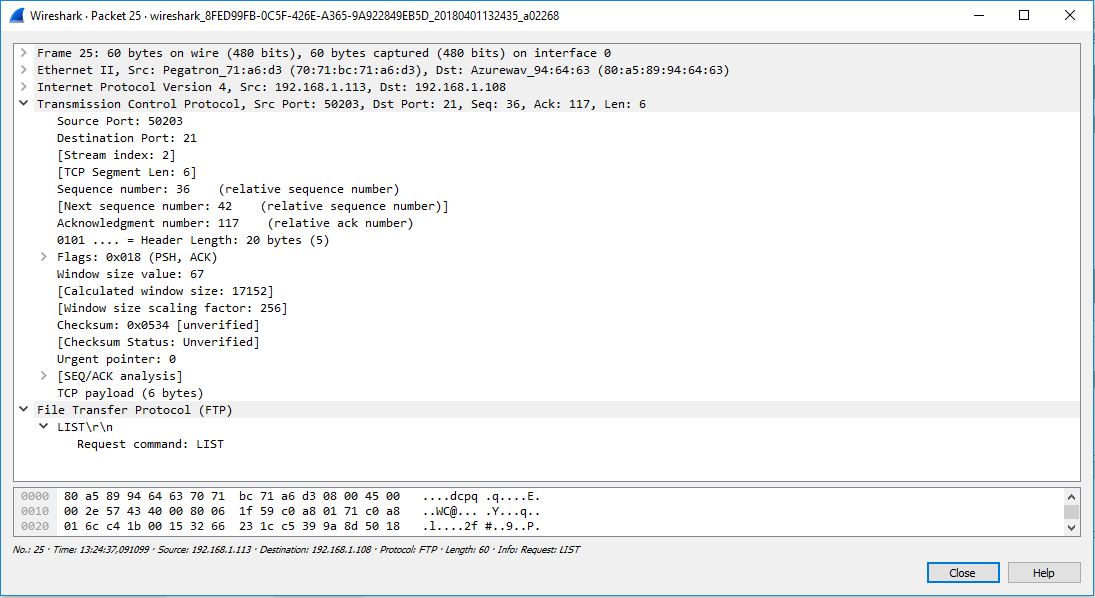 Wireshark · Packet 25 · wireshark_8FED99FB-0C5F-426E-A365-9A922849EB5D_20180401132435_a02268
Frame 25: 60 bytes on wire (480 bits), 60 bytes captured (480 bits) on interface 0
Ethernet II, Src: Pegatron_71:a6:d3 (70:71:bc:71:a6:d3), Dst: Azurewav_94:64:63 (80:a5:89:94:64:63)
Internet Protocol Version 4, Src: 192.168.1.113, Dst: 192.168.1.108
Transmission Control Protocol, Src Port: 50203, Dst Port: 21, Seq: 36, Ack: 117, Len: 6
Source Port: 50203
Destination Port: 21
[Stream index: 2]
[TCP Segment Len: 6]
Sequence number: 36    (relative sequence number)
[Next sequence number: 42    (relative sequence number)]
Acknowledgment number: 117    (relative ack number)
0101 .... = Header Length: 20 bytes (5)
Flags: 0x018 (PSH, ACK)
Window size value: 67
[Calculated window size: 17152]
[Window size scaling factor: 256]
Checksum: 0x0534 [unverified]
[Checksum Status: Unverified]
Urgent pointer: 0
[SEQ/ACK analysis]
TCP payload (6 bytes)
File Transfer Protocol (FTP)
LIST\r\n
Request command: LIST
0000  80 a5 89 94 64 63 70 71  bc 71 a6 d3 08 00 45 00   ....dcpq .q....E.
0010  00 2e 57 43 40 00 80 06  1f 59 c0 a8 01 71 c0 a8   ..WC@... .Y...q..
0020  01 6c c4 1b 00 15 32 66  23 1c c5 39 9a 8d 50 18   .l....2f #..9..P.
No.: 25 · Time: 13:24:37,091099 · Source: 192.168.1.113 · Destination: 192.168.1.108 · Protocol: FTP · Length: 60 · Info: Request: LIST
Close
Help